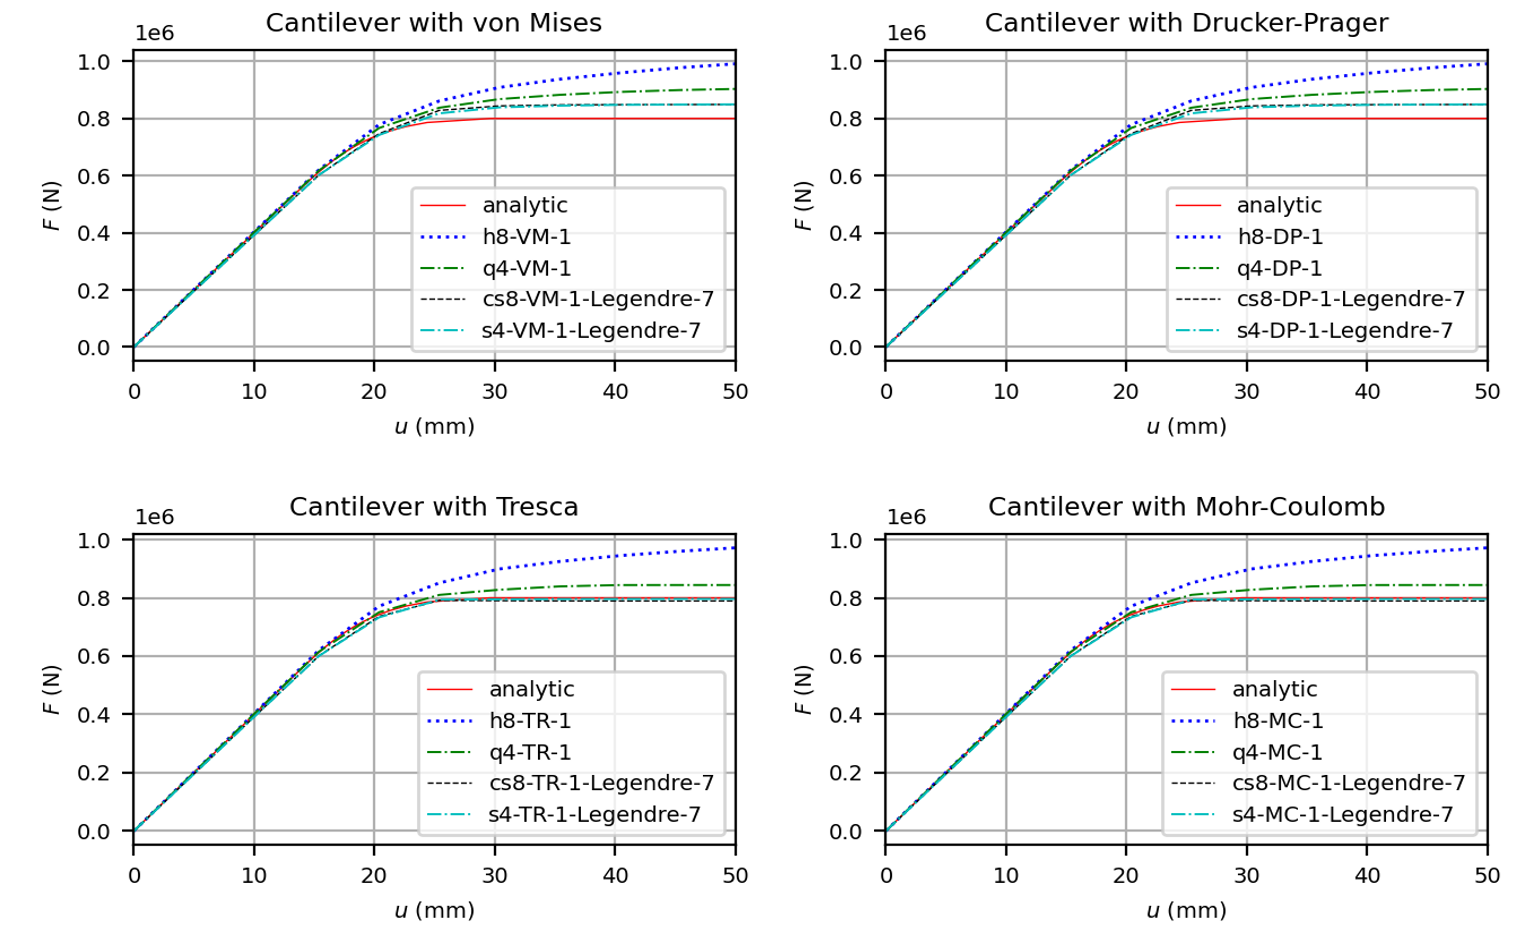 Cantilever with von Mises
1e6
1.0
0.8
0.6
0.4
0.2
0.0
F (N)
analytic
h8-VM-1
q4-VM-1
cs8-VM-1-Legendre-7
s4-VM-1-Legendre-7
0 10 20 30 40 50
u (mm)
Cantilever with Drucker-Prager
1e6
1.0
0.8
0.6
0.4
0.2
0.0
F (N)
analytic
h8-DP-1
q4-DP-1
cs8-DP-1-Legendre-7
s4-DP-1-Legendre-7
0 10 20 30 40 50
u (mm)
Cantilever with Tresca
1e6
1.0
0.8
0.6
0.4
0.2
0.0
F (N)
analytic
h8-TR-1
q4-TR-1
cs8-TR-1-Legendre-7
s4-TR-1-Legendre-7
0 10 20 30 40 50
u (mm)
Cantilever with Mohr-Coulomb
1e6
1.0
0.8
0.6
0.4
0.2
0.0
F (N)
analytic
h8-MC-1
q4-MC-1
cs8-MC-1-Legendre-7
s4-MC-1-Legendre-7
0 10 20 30 40 50
u (mm)